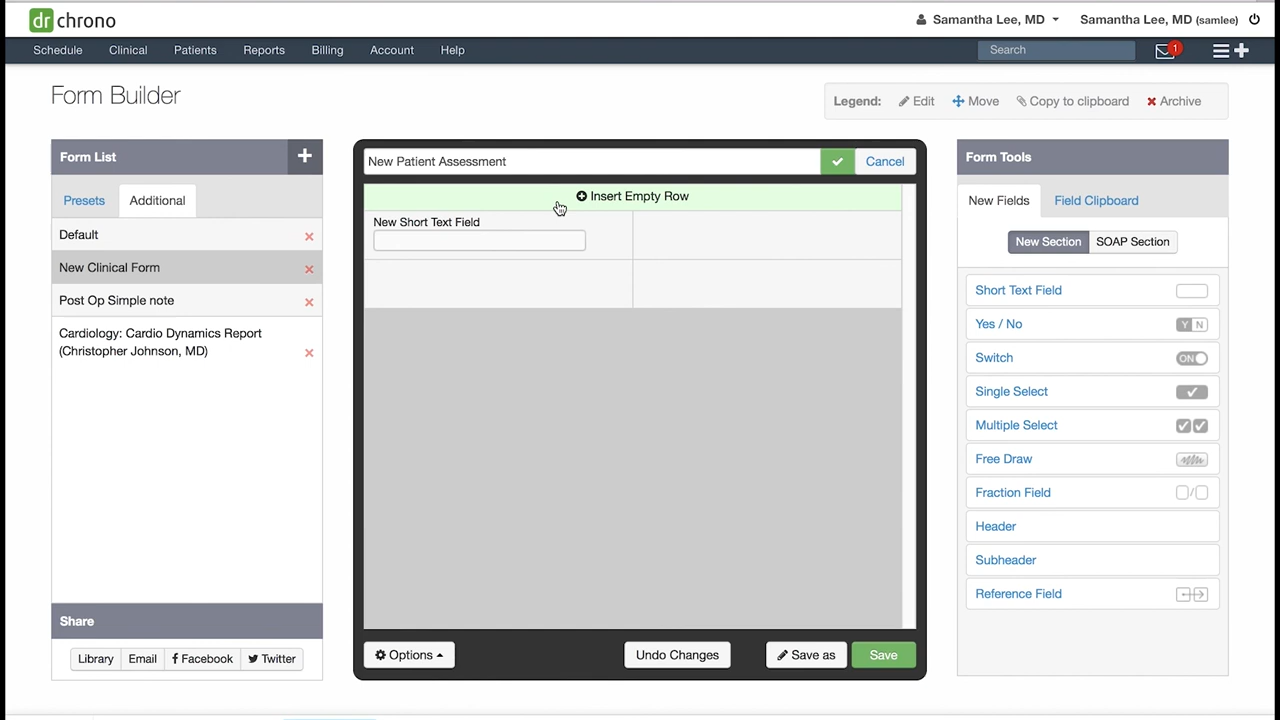 dr chrono
Samantha Lee, MD
Samantha Lee, MD (samlee)
Schedule Clinical Patients Reports Billing Account Help
Search
1
Form Builder
Legend: Edit Move Copy to clipboard Archive
Form List
Presets Additional
Default
New Clinical Form
Post Op Simple note
Cardiology: Cardio Dynamics Report
(Christopher Johnson, MD)
Share
Library Email Facebook Twitter
New Patient Assessment
Cancel
Insert Empty Row
New Short Text Field
Options
Undo Changes
Save as
Save
Form Tools
New Fields Field Clipboard
New Section SOAP Section
Short Text Field
Yes / No Y N
Switch ON
Single Select
Multiple Select
Free Draw
Fraction Field
Header
Subheader
Reference Field